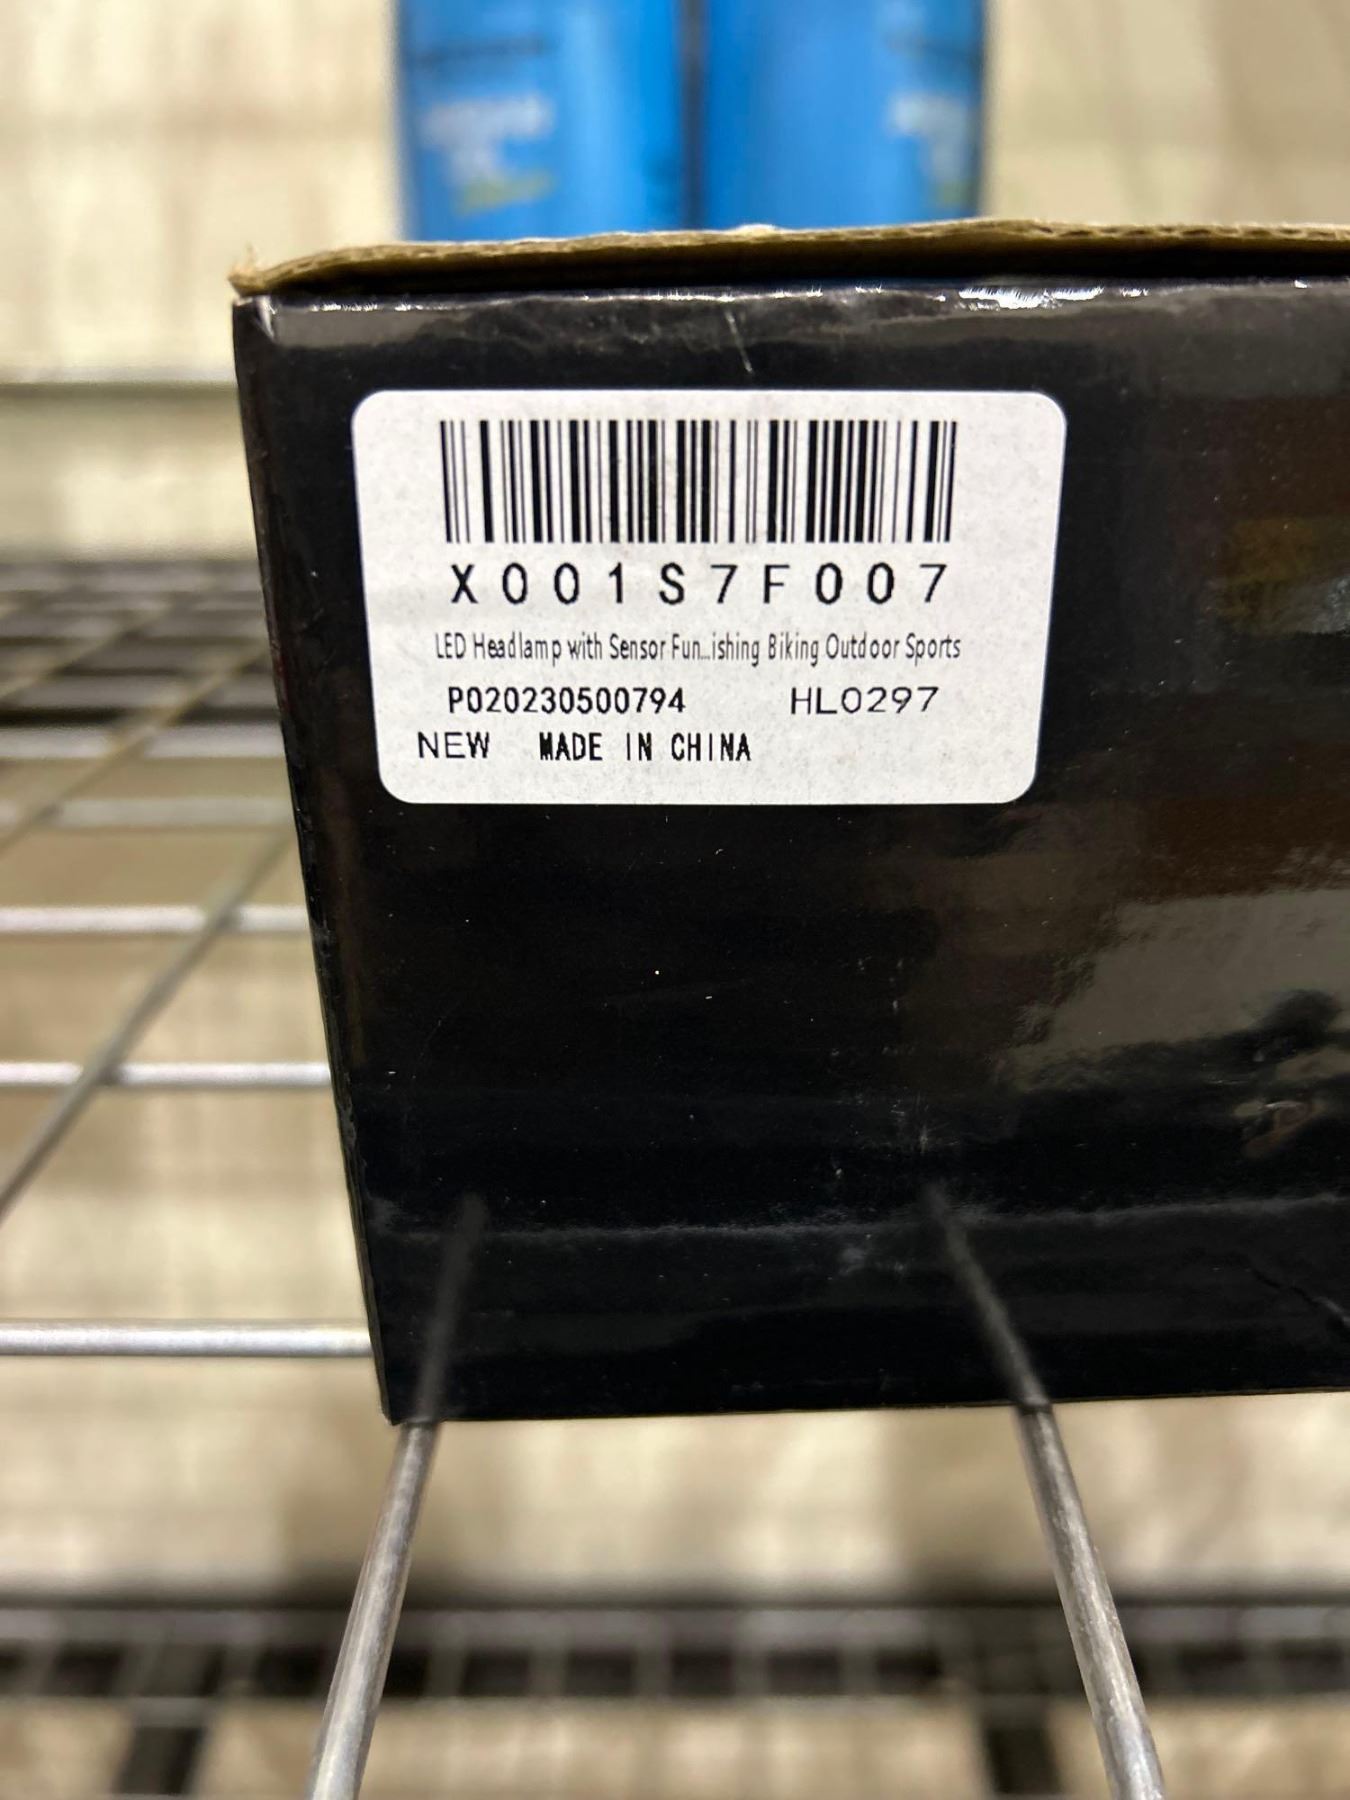 X001S7F007
LED Headlamp with Sensor Fun...ishing Biking Outdoor Sports
P020230500794 HL0297
NEW MADE IN CHINA